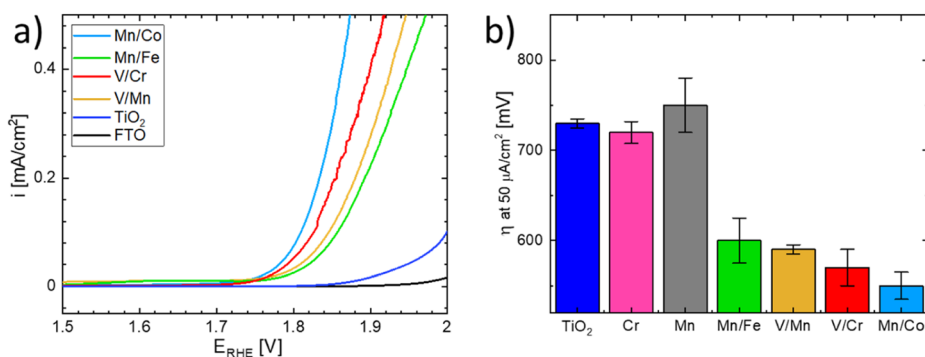 a)
Mn/Co
Mn/Fe
V/Cr
V/Mn
TiO₂
FTO
i [mA/cm²]
0.4
0.2
0
1.5 1.6 1.7 1.8 1.9 2
E_RHE [V]
b)
η at 50 μA/cm² [mV]
800
700
600
TiO₂ Cr Mn Mn/Fe V/Mn V/Cr Mn/Co